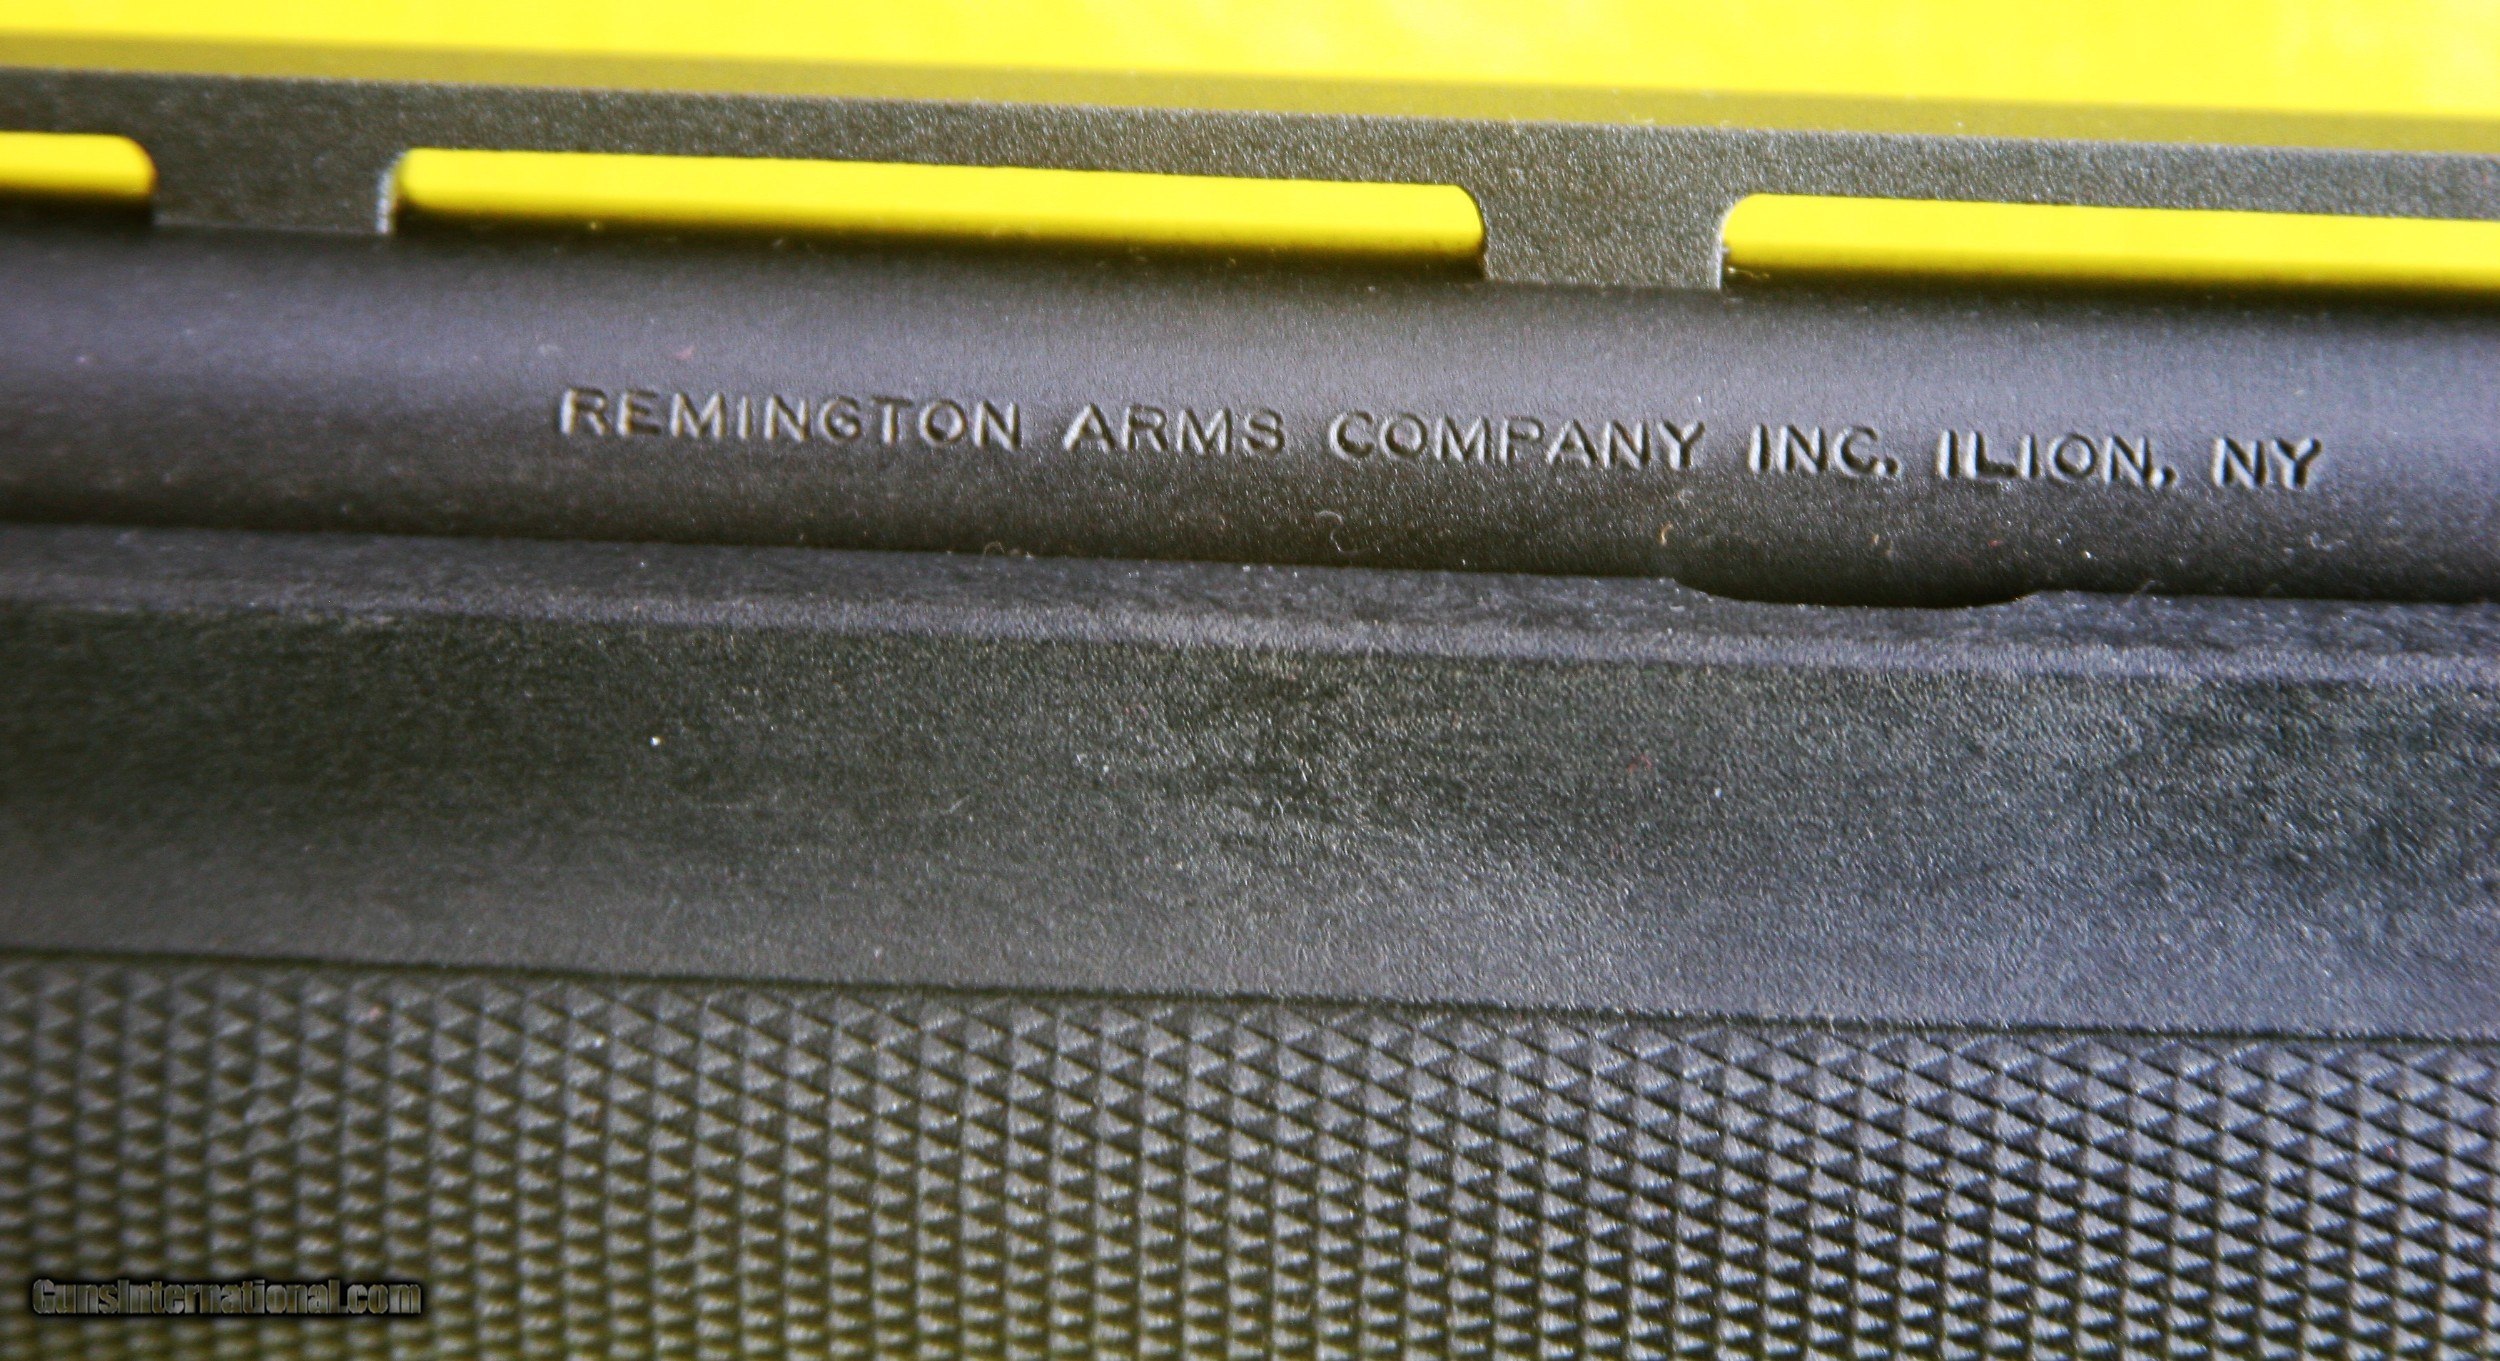 REMINGTON ARMS COMPANY INC. ILION, NY
GunsInternational.com